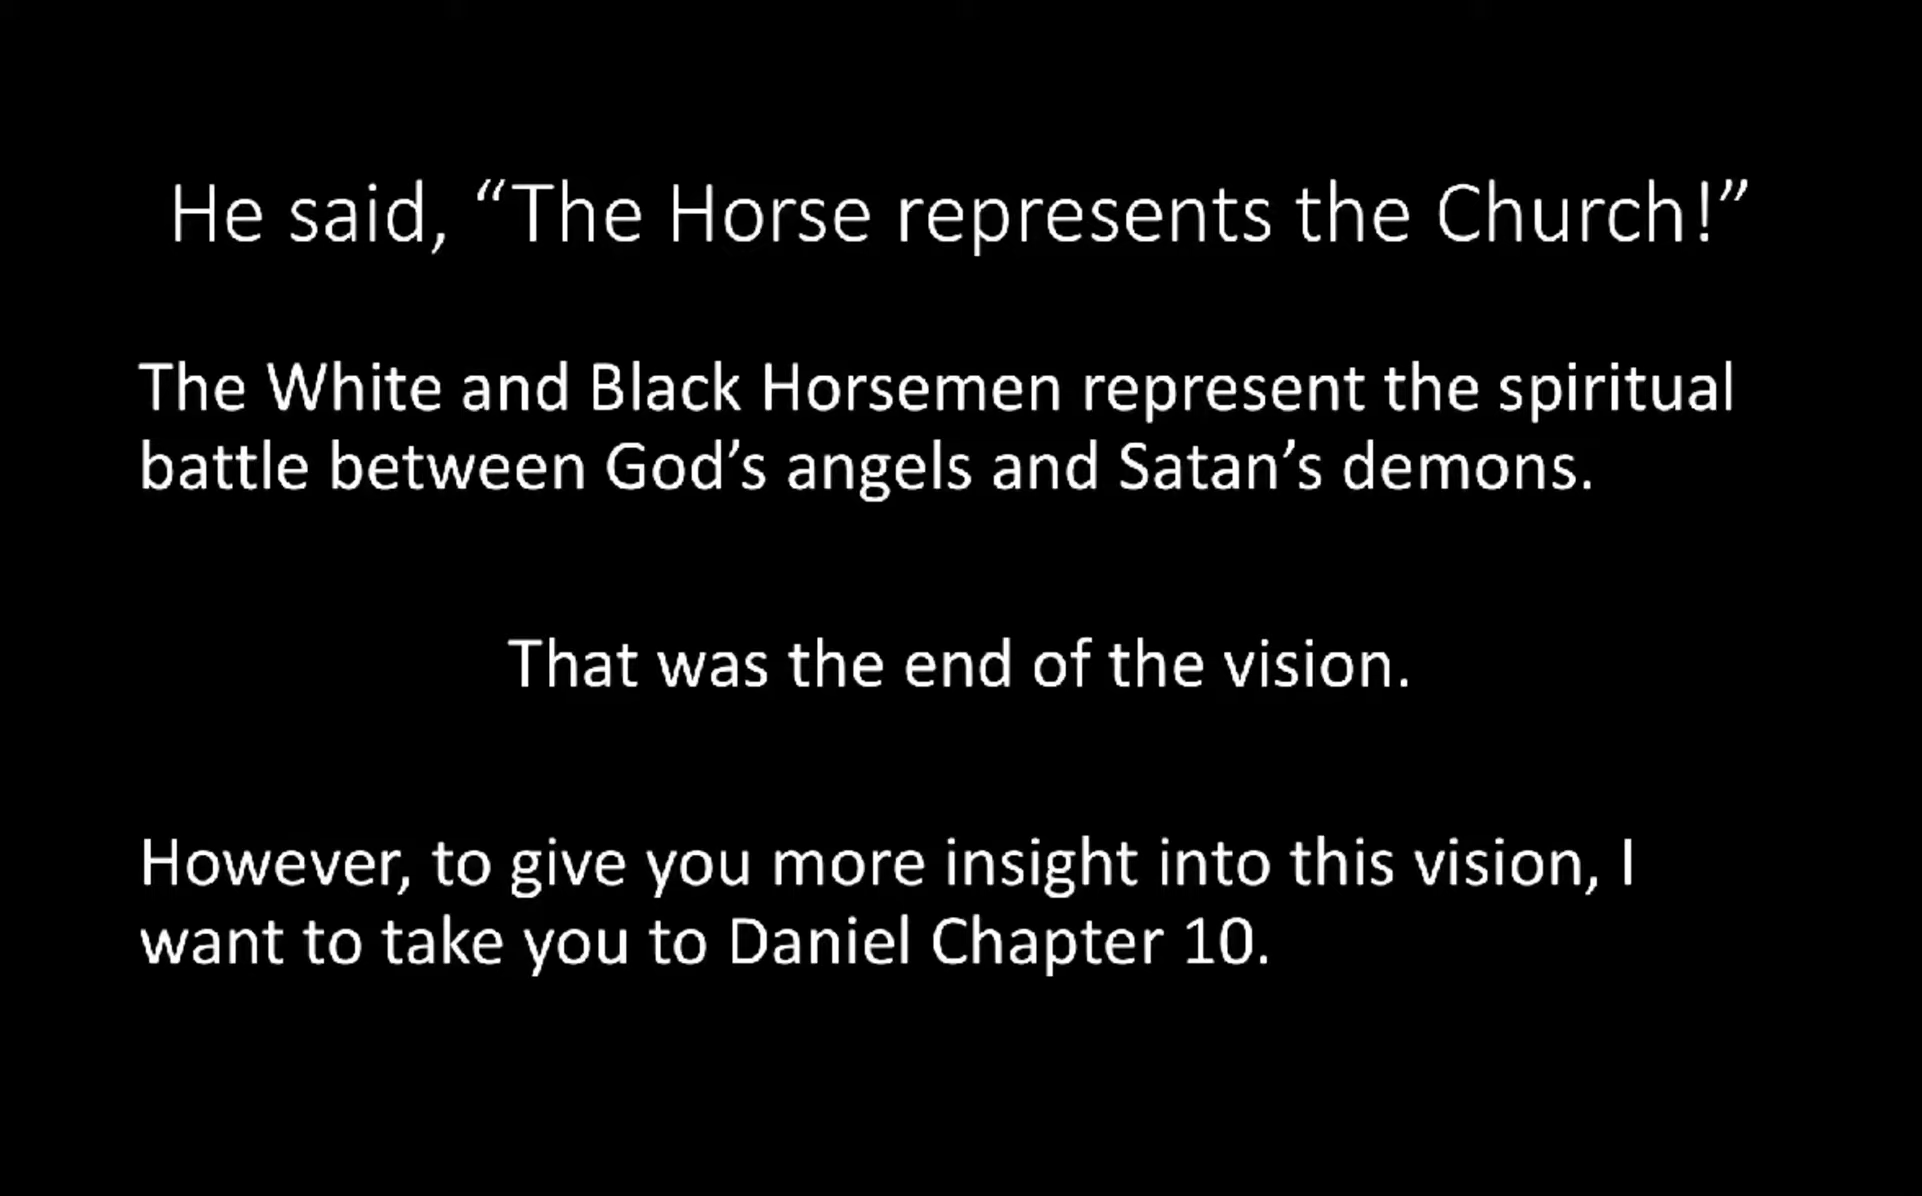 He said, “The Horse represents the Church!”
The White and Black Horsemen represent the spiritual
battle between God’s angels and Satan’s demons.
That was the end of the vision.
However, to give you more insight into this vision, I
want to take you to Daniel Chapter 10.